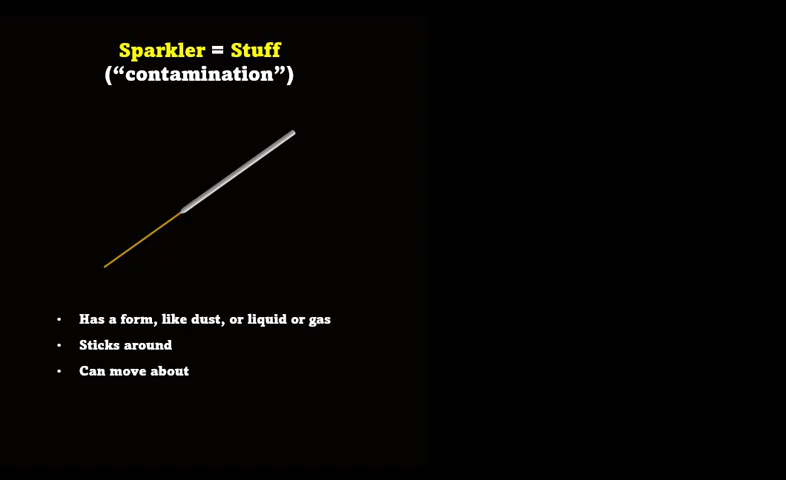 Sparkler = Stuff
(“contamination”)
• Has a form, like dust, or liquid or gas
• Sticks around
• Can move about